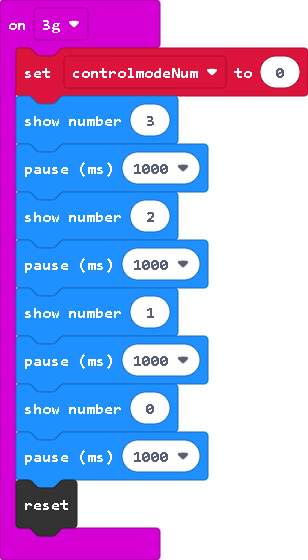 on 3g
set controlmodeNum to 0
show number 3
pause (ms) 1000
show number 2
pause (ms) 1000
show number 1
pause (ms) 1000
show number 0
pause (ms) 1000
reset